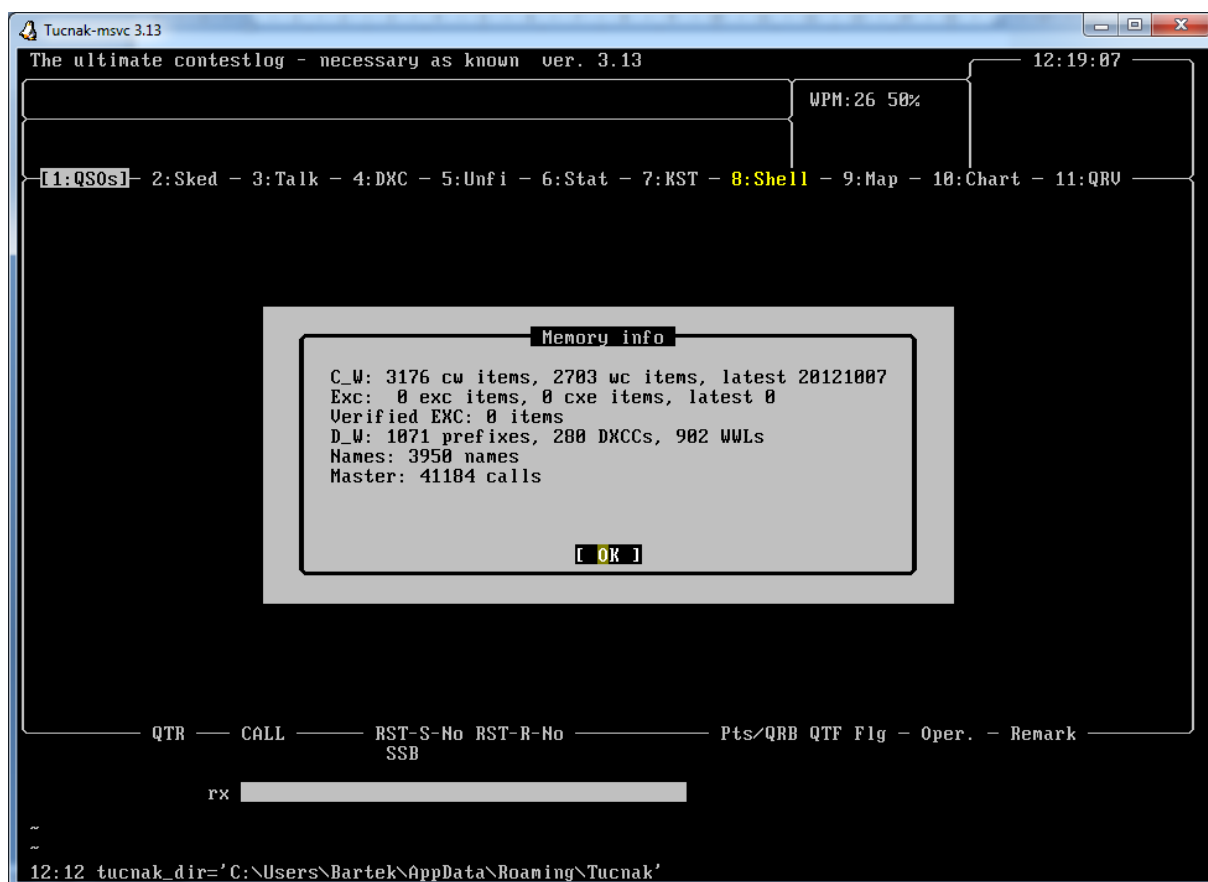 Tucnak-msvc 3.13
The ultimate contestlog - necessary as known  ver. 3.13
12:19:07
WPM:26 50%
[1:QSOs] - 2:Sked - 3:Talk - 4:DXC - 5:Unfi - 6:Stat - 7:KST - 8:Shell - 9:Map - 10:Chart - 11:QRV
Memory info
C_W: 3176 cw items, 2703 wc items, latest 20121007
Exc:  0 exc items, 0 cxe items, latest 0
Verified EXC: 0 items
D_W: 1071 prefixes, 280 DXCCs, 902 WWLs
Names: 3950 names
Master: 41184 calls
[ OK ]
QTR CALL RST-S-No RST-R-No Pts/QRB QTF Flg - Oper. - Remark
SSB
rx
~
~
12:12 tucnak_dir='C:\Users\Bartek\AppData\Roaming\Tucnak'